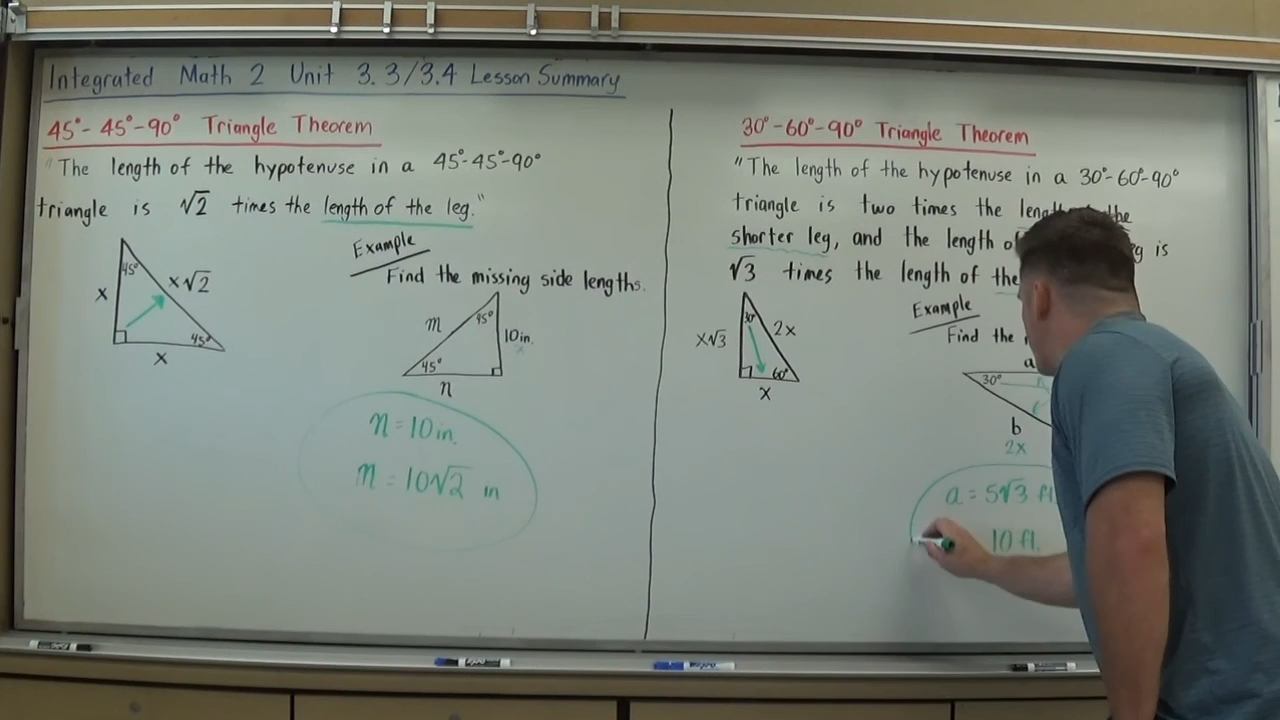 Integrated Math 2 Unit 3.3/3.4 Lesson Summary
45°-45°-90° Triangle Theorem
"The length of the hypotenuse in a 45°-45°-90°
triangle is √2 times the length of the leg."
Example
Find the missing side lengths.
45°
x
x√2
45°
x
m
45°
10in.
45°
n
n = 10 in.
m = 10√2 in
30°-60°-90° Triangle Theorem
"The length of the hypotenuse in a 30°-60°-90°
triangle is two times the length the
shorter leg, and the length is
√3 times the length of the
Example
Find the
30°
x√3
2x
60°
x
a
30°
b
2x
a = 5√3
10 ft.